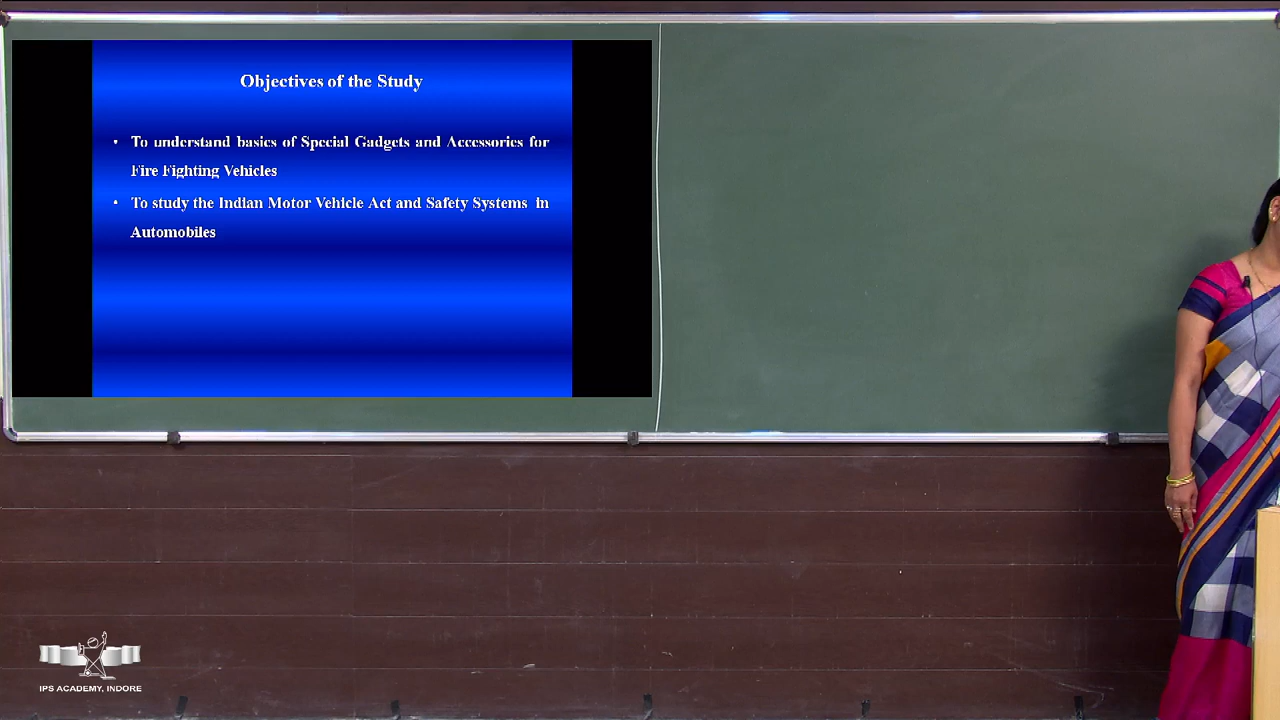 Objectives of the Study
• To understand basics of Special Gadgets and Accessories for
Fire Fighting Vehicles
• To study the Indian Motor Vehicle Act and Safety Systems in
Automobiles
IPS ACADEMY, INDORE